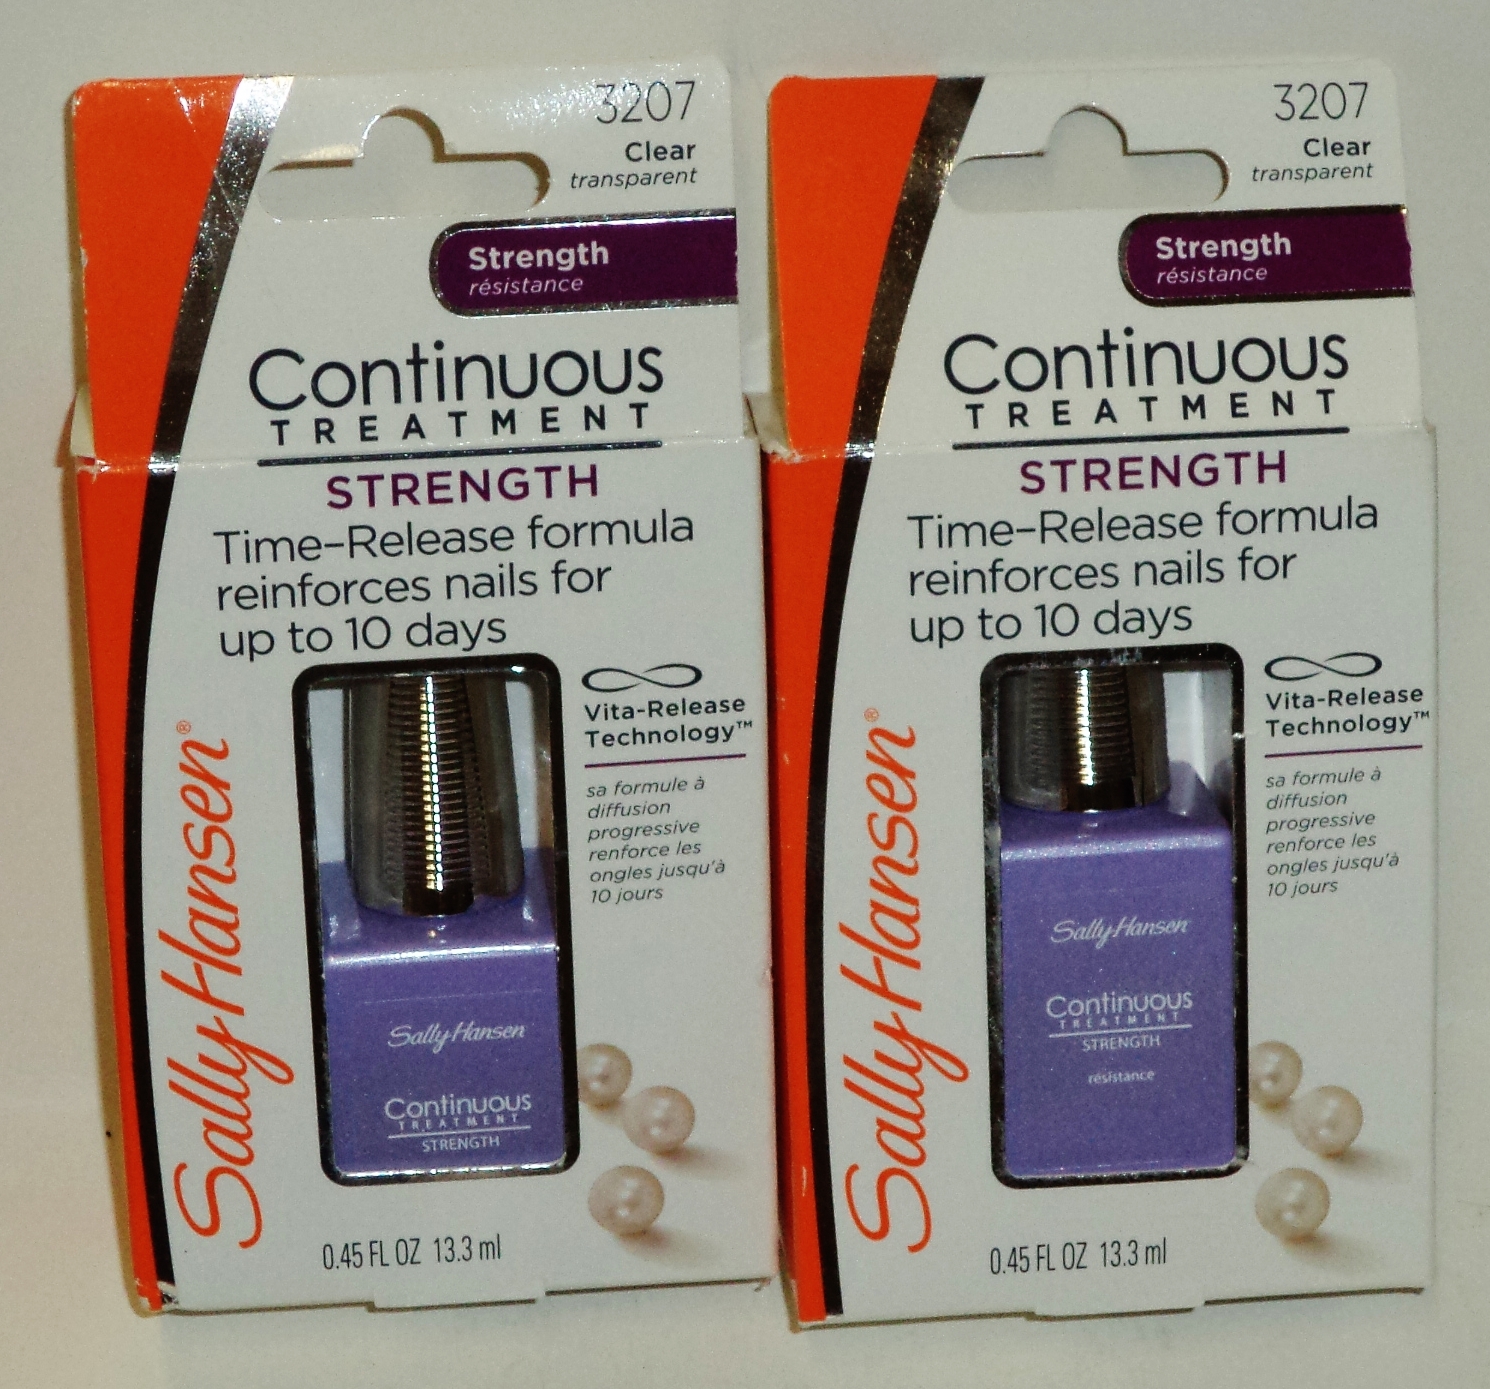 3207
Clear
transparent
Strength
résistance
Continuous
TREATMENT
STRENGTH
Time-Release formula
reinforces nails for
up to 10 days
Vita-Release
Technology™
sa formule à
diffusion
progressive
renforce les
ongles jusqu'à
10 jours
Sally Hansen®
Sally Hansen
Continuous
TREATMENT
STRENGTH
0.45 FL OZ 13.3 ml
3207
Clear
transparent
Strength
résistance
Continuous
TREATMENT
STRENGTH
Time-Release formula
reinforces nails for
up to 10 days
Vita-Release
Technology™
sa formule à
diffusion
progressive
renforce les
ongles jusqu'à
10 jours
Sally Hansen®
Sally Hansen
Continuous
TREATMENT
STRENGTH
résistance
0.45 FL OZ 13.3 ml